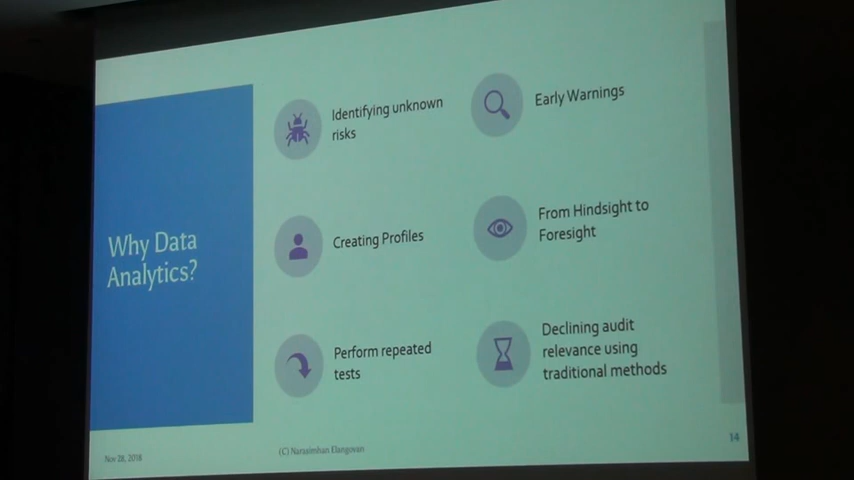 Why Data
Analytics?
Identifying unknown
risks
Early Warnings
Creating Profiles
From Hindsight to
Foresight
Perform repeated
tests
Declining audit
relevance using
traditional methods
Nov 28, 2018
(C) Narasimhan Elangovan
14